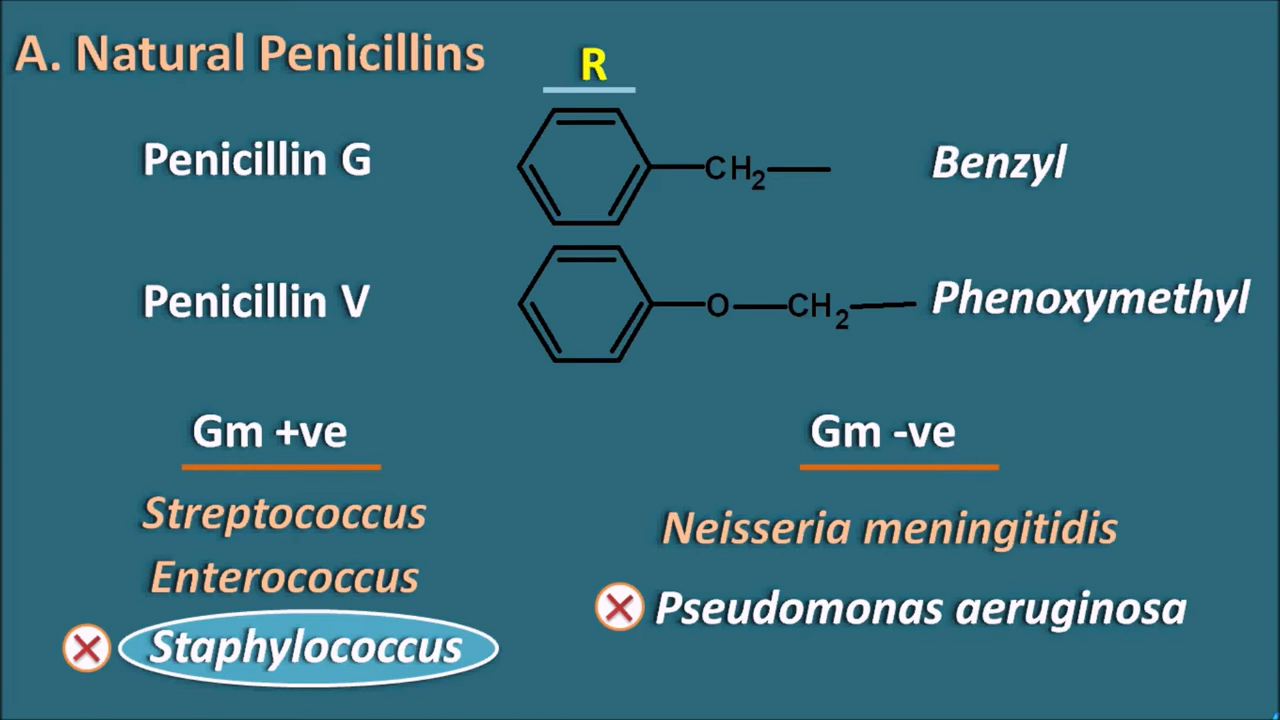 A. Natural Penicillins
R
Penicillin G
CH2
Benzyl
Penicillin V
O
CH2
Phenoxymethyl
Gm +ve
Gm -ve
Streptococcus
Neisseria meningitidis
Enterococcus
Pseudomonas aeruginosa
Staphylococcus